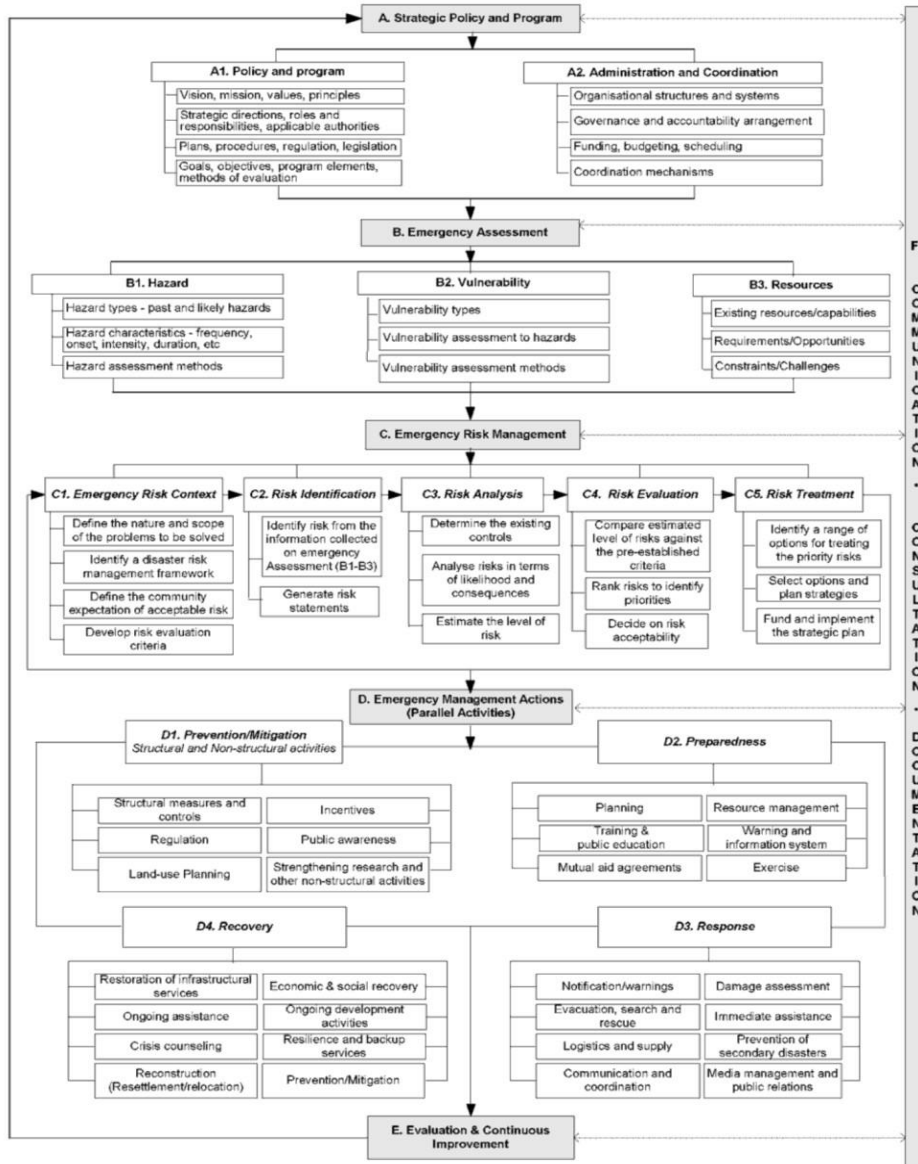 A. Strategic Policy and Program
A1. Policy and program
Vision, mission, values, principles
Strategic directions, roles and
responsibilities, applicable authorities
Plans, procedures, regulation, legislation
Goals, objectives, program elements,
methods of evaluation
A2. Administration and Coordination
Organisational structures and systems
Governance and accountability arrangement
Funding, budgeting, scheduling
Coordination mechanisms
B. Emergency Assessment
B1. Hazard
Hazard types - past and likely hazards
Hazard characteristics - frequency,
onset, intensity, duration, etc
Hazard assessment methods
B2. Vulnerability
Vulnerability types
Vulnerability assessment to hazards
Vulnerability assessment methods
B3. Resources
Existing resources/capabilities
Requirements/Opportunities
Constraints/Challenges
C. Emergency Risk Management
C1. Emergency Risk Context
Define the nature and scope
of the problems to be solved
Identify a disaster risk
management framework
Define the community
expectation of acceptable risk
Develop risk evaluation
criteria
C2. Risk Identification
Identify risk from the
information collected
on emergency
Assessment (B1-B3)
Generate risk
statements
C3. Risk Analysis
Determine the existing
controls
Analyse risks in terms
of likelihood and
consequences
Estimate the level of
risk
C4. Risk Evaluation
Compare estimated
level of risks against
the pre-established
criteria
Rank risks to identify
priorities
Decide on risk
acceptability
C5. Risk Treatment
Identify a range of
options for treating
the priority risks
Select options and
plan strategies
Fund and implement
the strategic plan
D. Emergency Management Actions
(Parallel Activities)
D1. Prevention/Mitigation
Structural and Non-structural activities
Structural measures and
controls
Regulation
Land-use Planning
Incentives
Public awareness
Strengthening research and
other non-structural activities
D2. Preparedness
Planning
Training &
public education
Mutual aid agreements
Resource management
Warning and
information system
Exercise
D4. Recovery
Restoration of infrastructural
services
Ongoing assistance
Crisis counseling
Reconstruction
(Resettlement/relocation)
Economic & social recovery
Ongoing development
activities
Resilience and backup
services
Prevention/Mitigation
D3. Response
Notification/warnings
Evacuation, search and
rescue
Logistics and supply
Communication and
coordination
Damage assessment
Immediate assistance
Prevention of
secondary disasters
Media management and
public relations
E. Evaluation & Continuous
Improvement
F COMMUNICATION - CONSULTATION - DOCUMENTATION